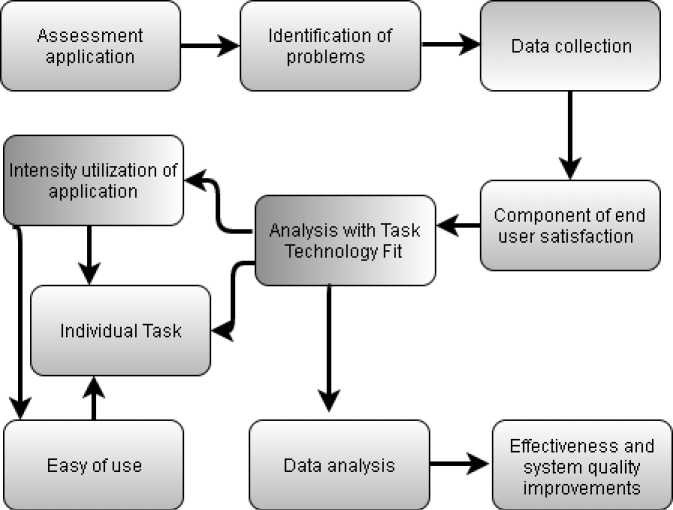 Assessment
application
Identification of
problems
Data collection
Intensity utilization of
application
Analysis with Task
Technology Fit
Component of end
user satisfaction
Individual Task
Easy of use
Data analysis
Effectiveness and
system quality
improvements